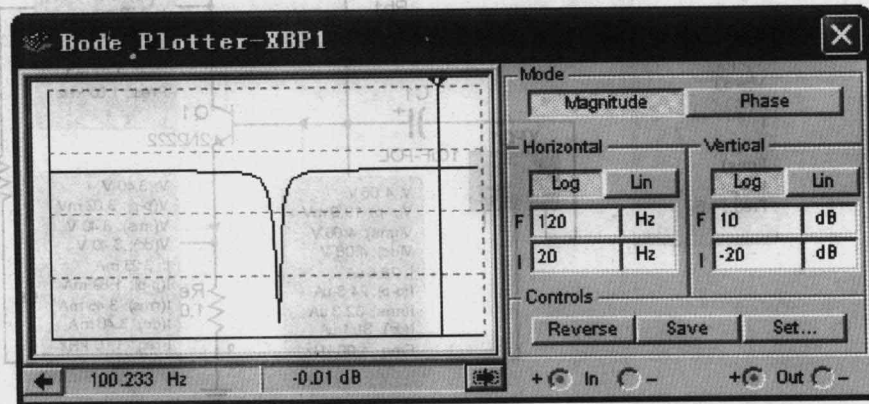 Bode Plotter-XBP1
Mode
Magnitude Phase
Horizontal Vertical
Log Lin Log Lin
F 120 Hz F 10 dB
I 20 Hz I -20 dB
Controls
Reverse Save Set...
100.233 Hz -0.01 dB + In - + Out -